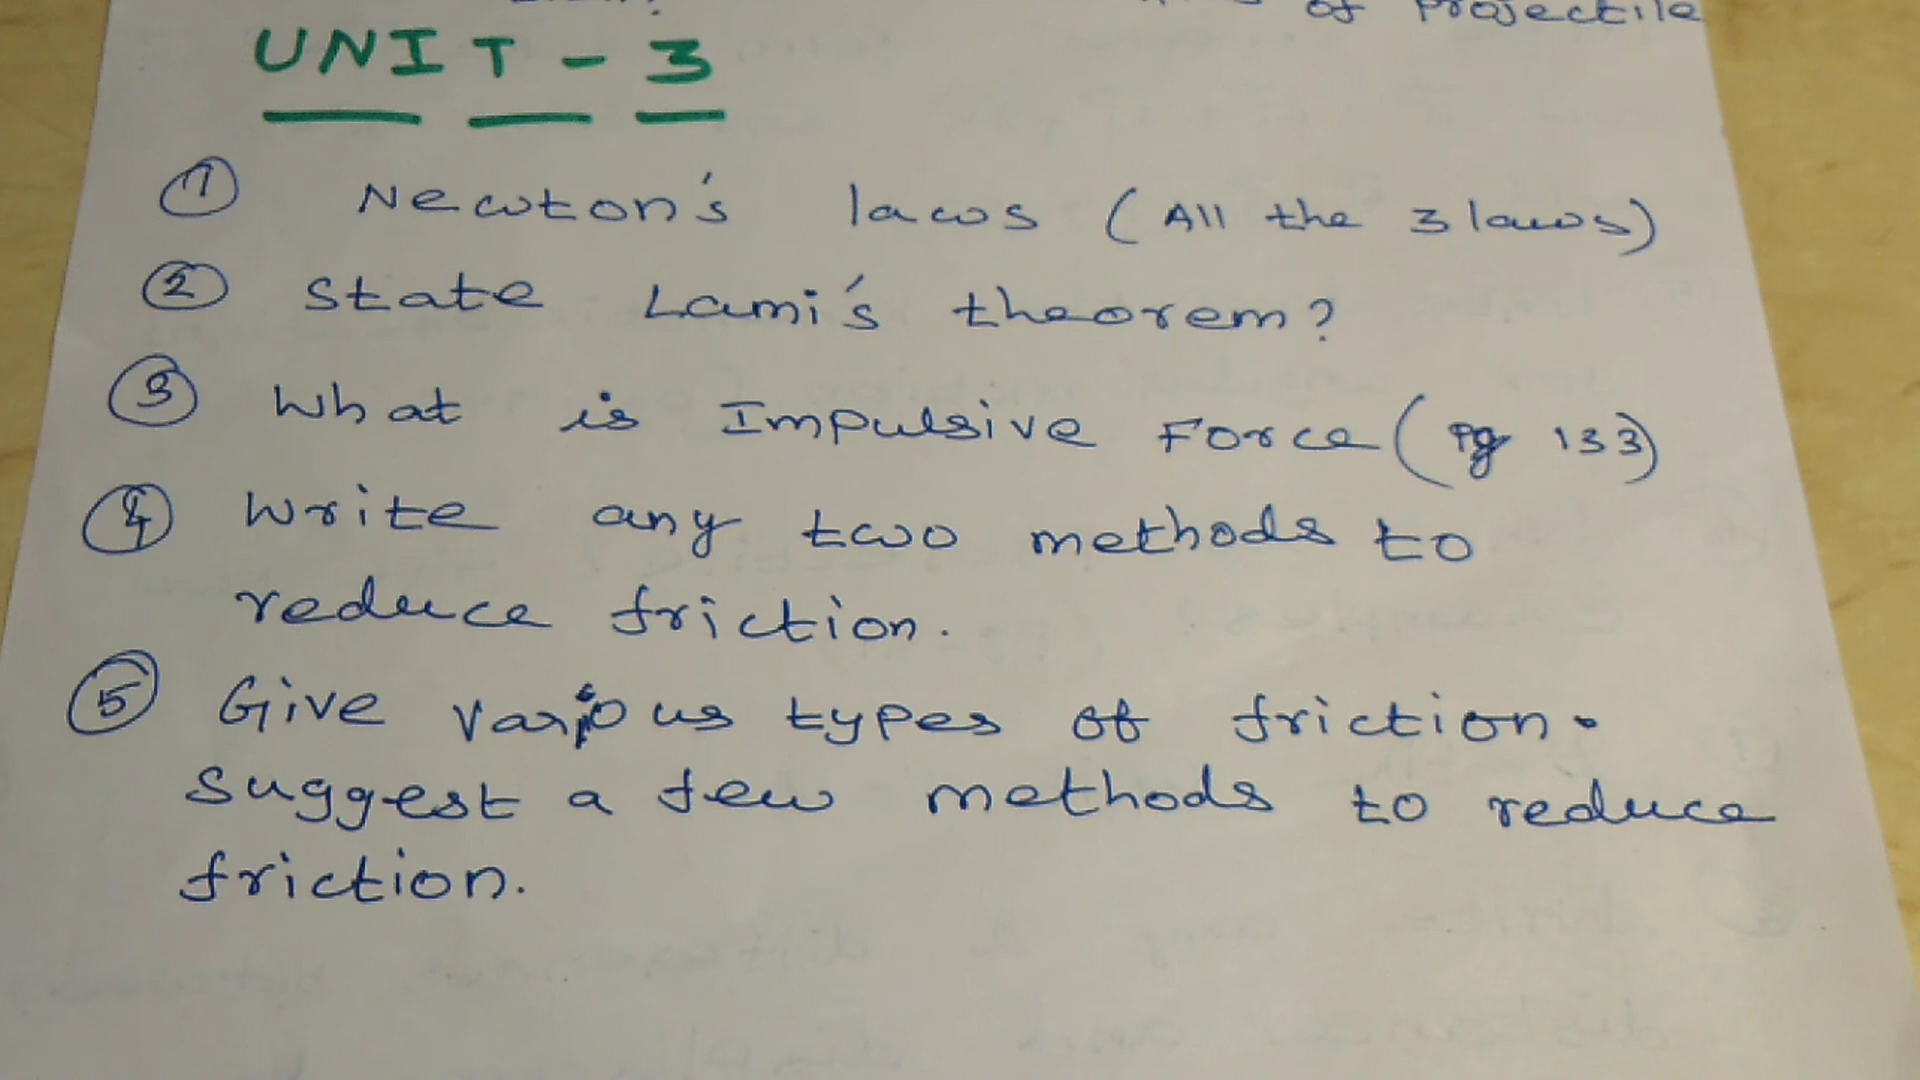 of Projectile
UNIT - 3
① Newton's laws (All the 3 laws)
② State Lami's theorem?
③ What is Impulsive Force (Pg 133)
④ Write any two methods to
reduce friction.
⑤ Give various types of friction.
Suggest a few methods to reduce
friction.